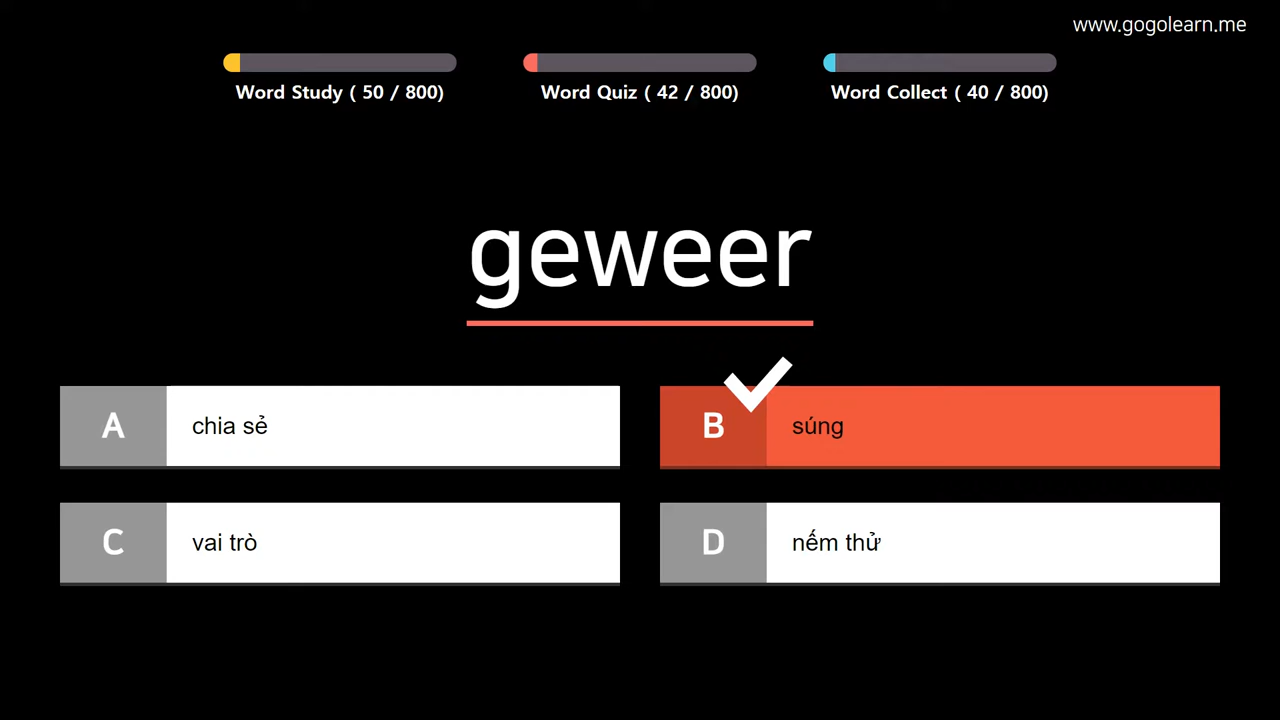 www.gogolearn.me
Word Study ( 50 / 800)
Word Quiz ( 42 / 800)
Word Collect ( 40 / 800)
geweer
A chia sẻ
B súng
C vai trò
D nếm thử